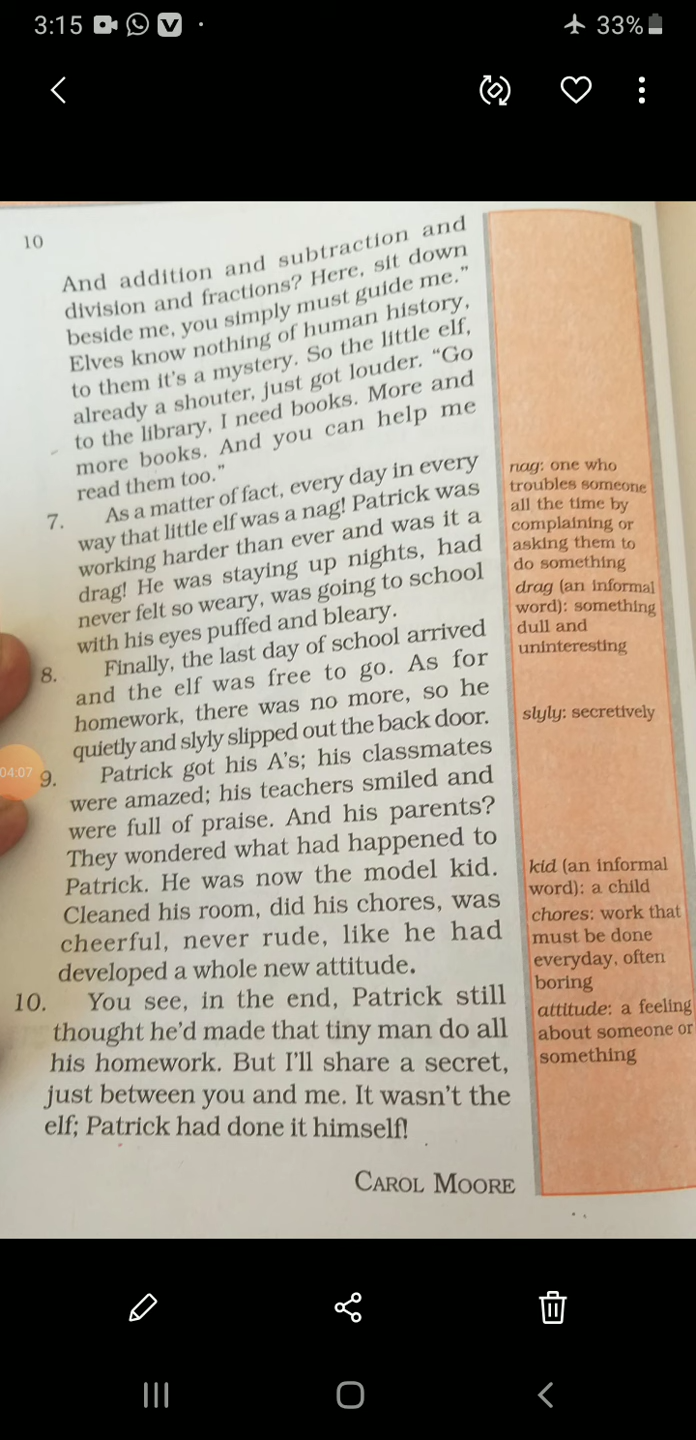 3:15
33%
10
And addition and subtraction and
division and fractions? Here, sit down
beside me, you simply must guide me."
Elves know nothing of human history,
to them it's a mystery. So the little elf,
already a shouter, just got louder. "Go
to the library, I need books. More and
more books. And you can help me
read them too."
7. As a matter of fact, every day in every
way that little elf was a nag! Patrick was
working harder than ever and was it a
drag! He was staying up nights, had
never felt so weary, was going to school
with his eyes puffed and bleary.
8. Finally, the last day of school arrived
and the elf was free to go. As for
homework, there was no more, so he
quietly and slyly slipped out the back door.
9. Patrick got his A's; his classmates
were amazed; his teachers smiled and
were full of praise. And his parents?
They wondered what had happened to
Patrick. He was now the model kid.
Cleaned his room, did his chores, was
cheerful, never rude, like he had
developed a whole new attitude.
10. You see, in the end, Patrick still
thought he'd made that tiny man do all
his homework. But I'll share a secret,
just between you and me. It wasn't the
elf; Patrick had done it himself!
CAROL MOORE
nag: one who
troubles someone
all the time by
complaining or
asking them to
do something
drag (an informal
word): something
dull and
uninteresting
slyly: secretively
kid (an informal
word): a child
chores: work that
must be done
everyday, often
boring
attitude: a feeling
about someone or
something
04:07